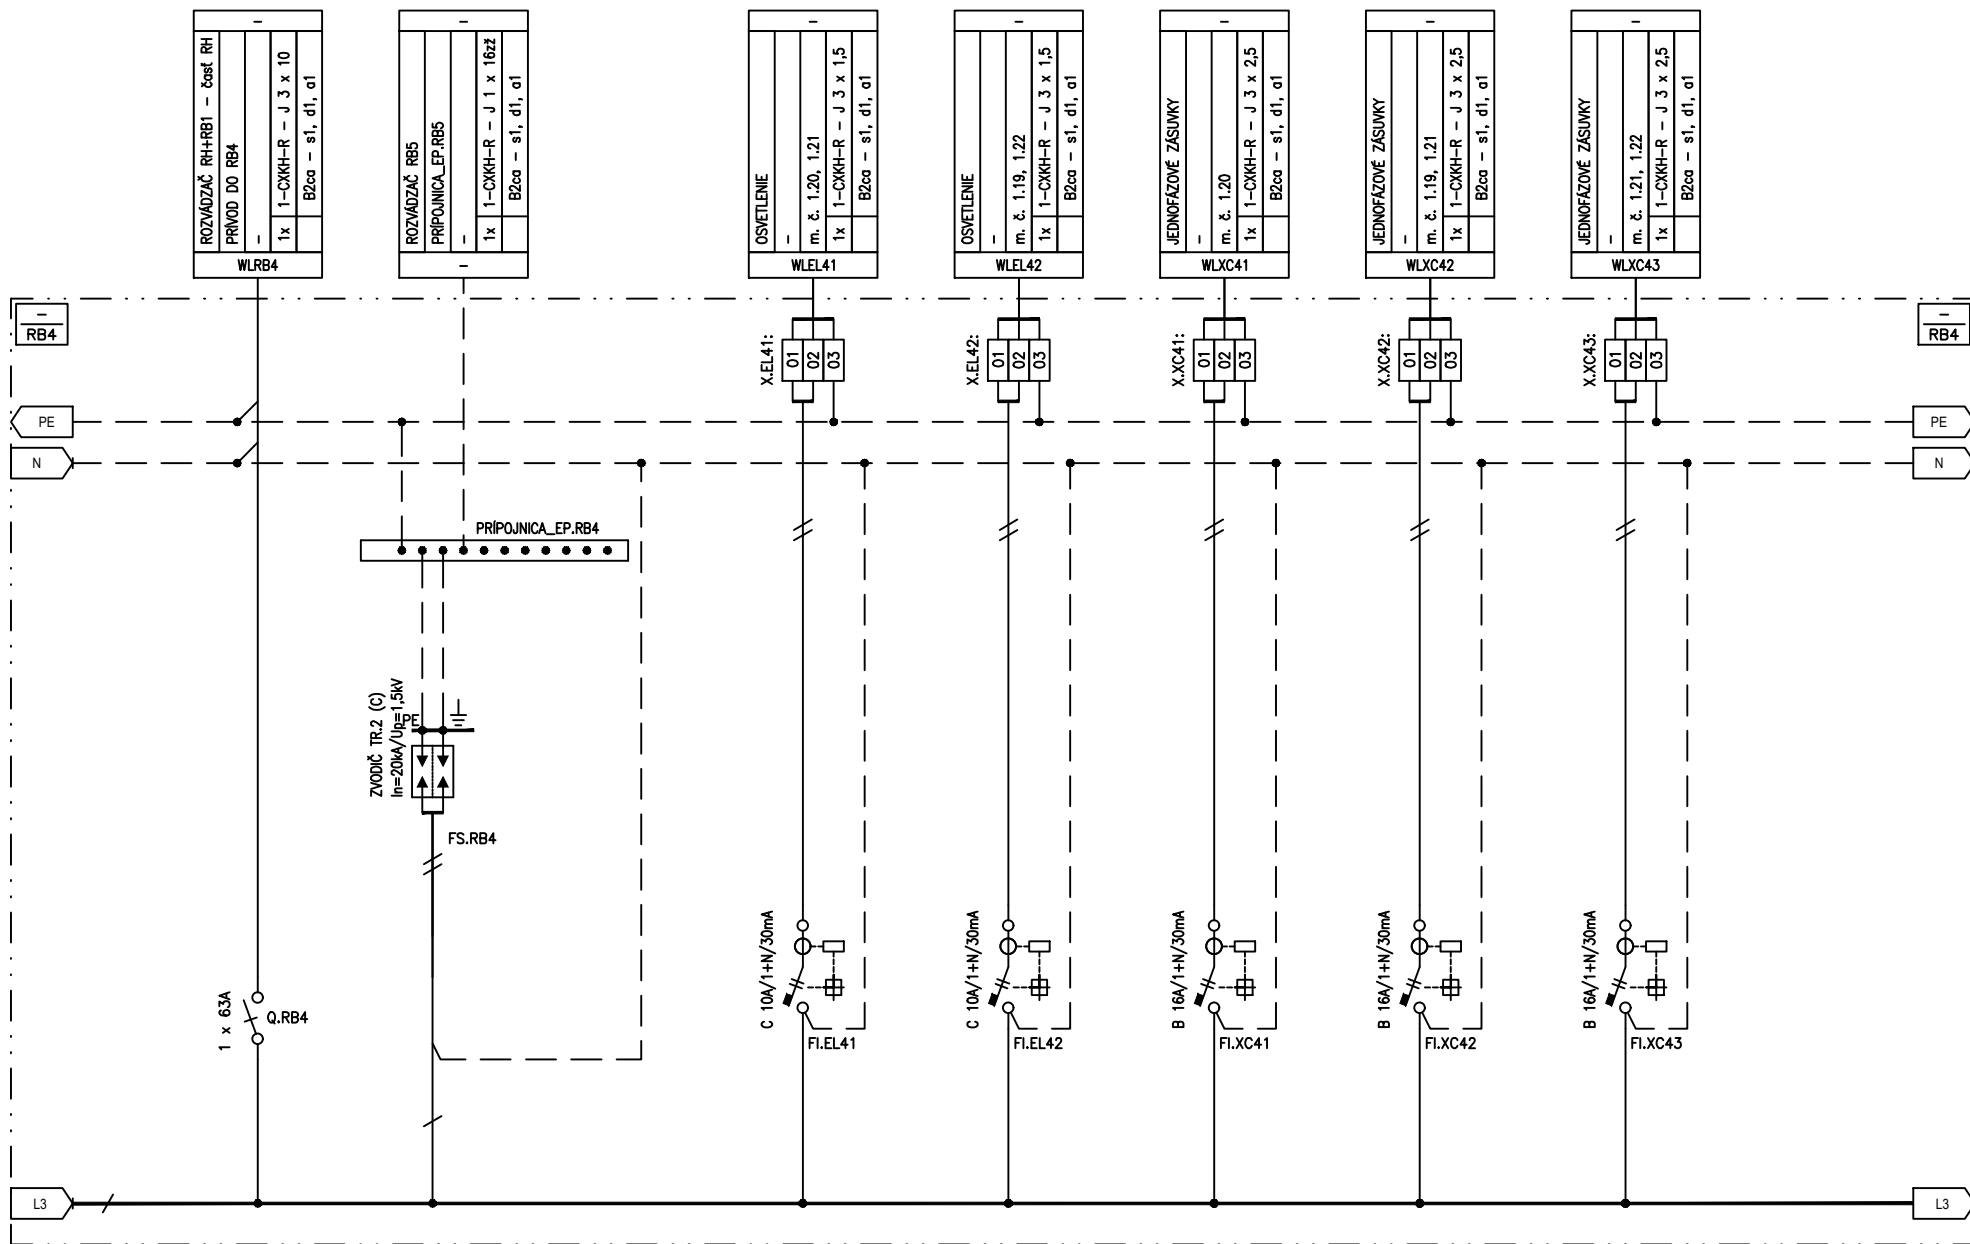 -
ROZVÁDZAČ RH+RB1 - časť RH
PRÍVOD DO RB4
-
1x 1-CXKH-R - J 3 x 10
B2ca - s1, d1, a1
WLRB4
-
ROZVÁDZAČ RB5
PRÍPOJNICA_EP.RB5
-
1x 1-CXKH-R - J 1 x 16zž
B2ca - s1, d1, a1
-
-
OSVETLENIE
-
m. č. 1.20, 1.21
1x 1-CXKH-R - J 3 x 1,5
B2ca - s1, d1, a1
WLEL41
-
OSVETLENIE
-
m. č. 1.19, 1.22
1x 1-CXKH-R - J 3 x 1,5
B2ca - s1, d1, a1
WLEL42
-
JEDNOFÁZOVÉ ZÁSUVKY
-
m. č. 1.20
1x 1-CXKH-R - J 3 x 2,5
B2ca - s1, d1, a1
WLXC41
-
JEDNOFÁZOVÉ ZÁSUVKY
-
m. č. 1.19, 1.21
1x 1-CXKH-R - J 3 x 2,5
B2ca - s1, d1, a1
WLXC42
-
JEDNOFÁZOVÉ ZÁSUVKY
-
m. č. 1.21, 1.22
1x 1-CXKH-R - J 3 x 2,5
B2ca - s1, d1, a1
WLXC43
-
RB4
-
RB4
X.EL41: 01 02 03
X.EL42: 01 02 03
X.XC41: 01 02 03
X.XC42: 01 02 03
X.XC43: 01 02 03
PE
PE
N
N
PRÍPOJNICA_EP.RB4
ZVODIČ TR.2 (C)
In=20kA/Up=1,5kV
PE
FS.RB4
1 x 63A
Q.RB4
C 10A/1+N/30mA
FI.EL41
C 10A/1+N/30mA
FI.EL42
B 16A/1+N/30mA
FI.XC41
B 16A/1+N/30mA
FI.XC42
B 16A/1+N/30mA
FI.XC43
L3
L3